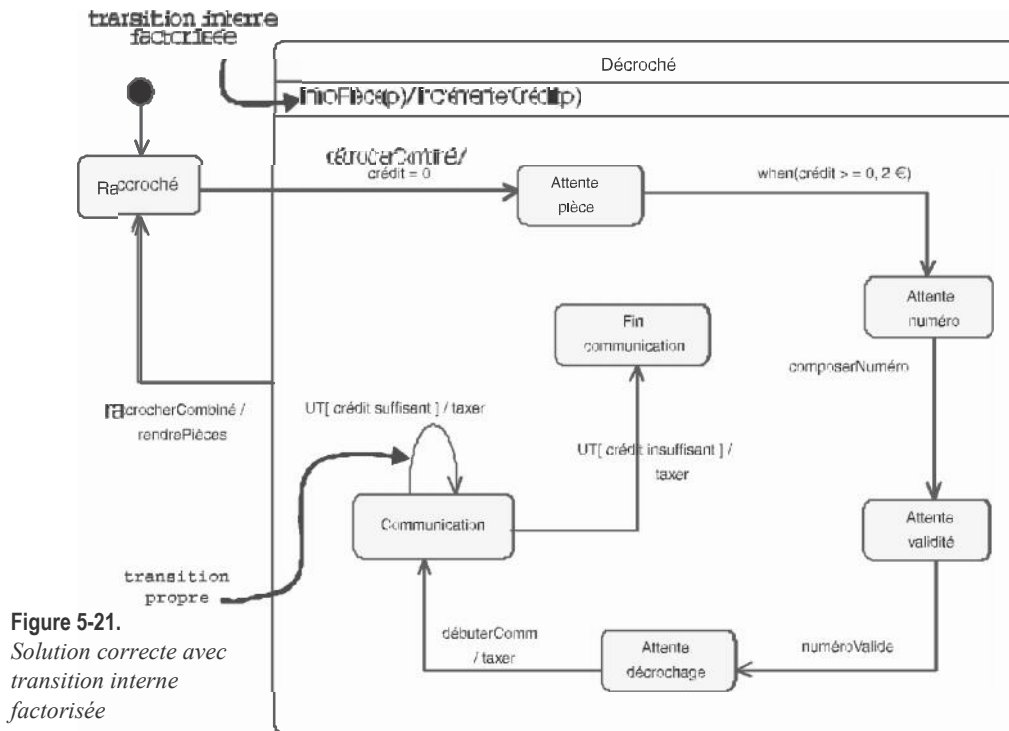 transition interne
factorisée
Décroché
crédit = 0
Raccroché
Attente
pièce
when(crédit > = 0, 2 €)
Attente
numéro
Fin
communication
composerNuméro
racrocherCombiné /
rendrePièces
UT[ crédit suffisant ] / taxer
UT[ crédit insuffisant ] /
taxer
Communication
Attente
validité
transition
propre
débuterComm
/ taxer
Attente
décrochage
numéroValide
Figure 5-21.
Solution correcte avec
transition interne
factorisée